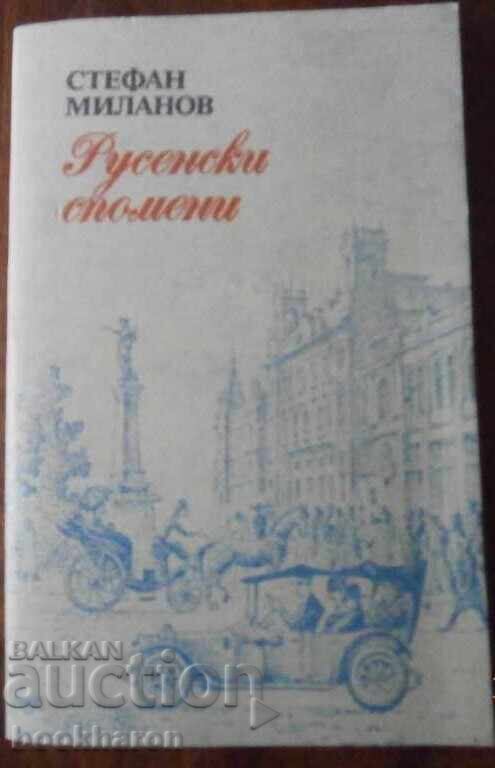 СТЕФАН
МИЛАНОВ
Русенски
спомени
BALKAN
auction
bookharon